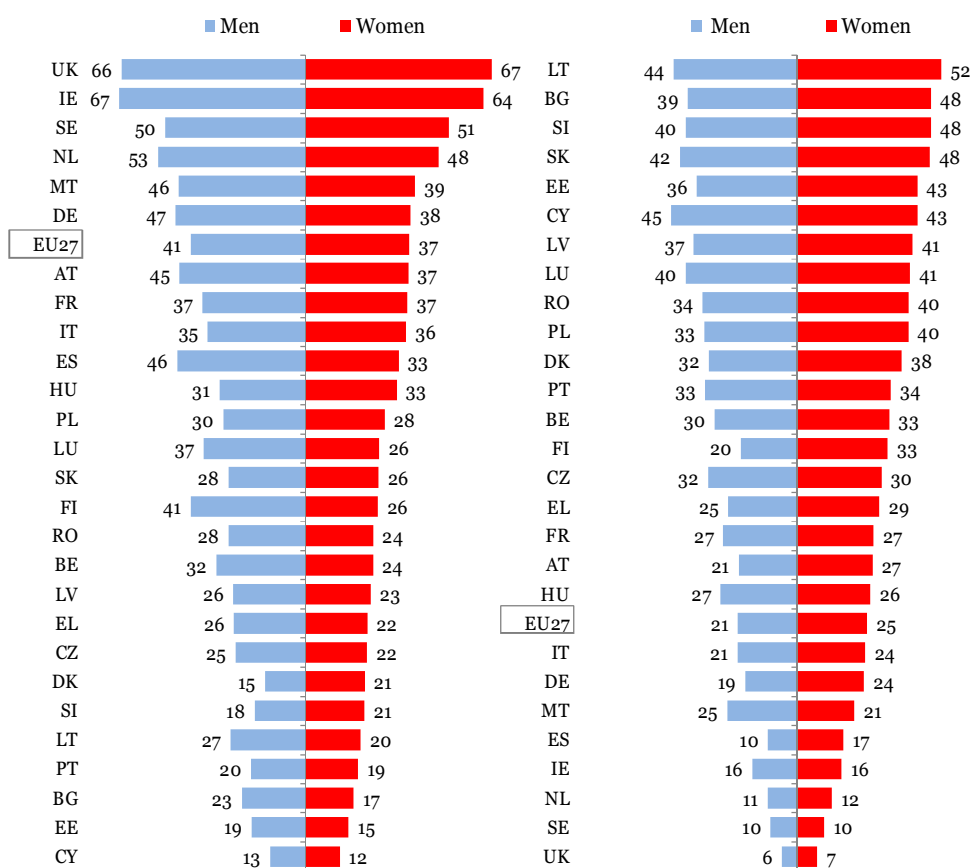 Men Women
UK 66 67
IE 67 64
SE 50 51
NL 53 48
MT 46 39
DE 47 38
EU27 41 37
AT 45 37
FR 37 37
IT 35 36
ES 46 33
HU 31 33
PL 30 28
LU 37 26
SK 28 26
FI 41 26
RO 28 24
BE 32 24
LV 26 23
EL 26 22
CZ 25 22
DK 15 21
SI 18 21
LT 27 20
PT 20 19
BG 23 17
EE 19 15
CY 13 12
Men Women
LT 44 52
BG 39 48
SI 40 48
SK 42 48
EE 36 43
CY 45 43
LV 37 41
LU 40 41
RO 34 40
PL 33 40
DK 32 38
PT 33 34
BE 30 33
FI 20 33
CZ 32 30
EL 25 29
FR 27 27
AT 21 27
HU 27 26
EU27 21 25
IT 21 24
DE 19 24
MT 25 21
ES 10 17
IE 16 16
NL 11 12
SE 10 10
UK 6 7